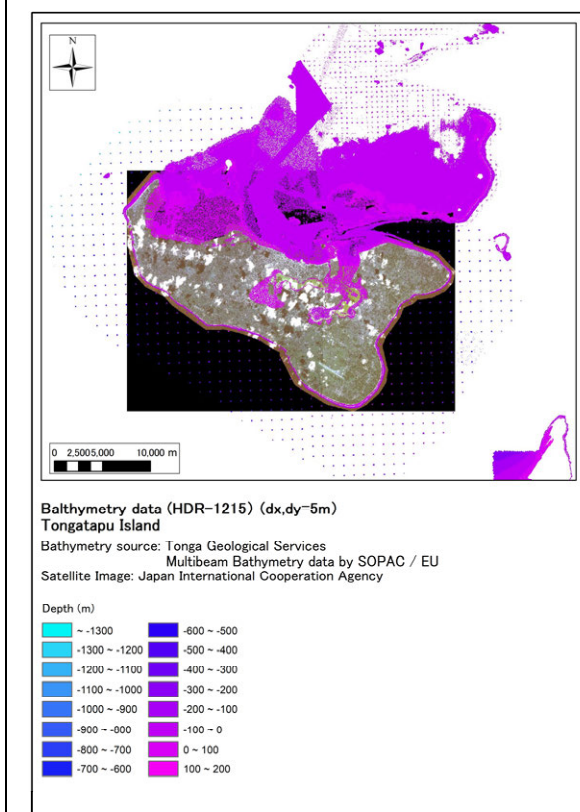 N
0 2,5005,000 10,000 m
Balthymetry data (HDR-1215) (dx,dy-5m)
Tongatapu Island
Bathymetry source: Tonga Geological Services
Multibeam Bathymetry data by SOPAC / EU
Satellite Image: Japan International Cooperation Agency
Depth (m)
~ -1300
-1300 ~ -1200
-1200 ~ -1100
-1100 ~ -1000
-1000 ~ -900
-900 ~ -000
-800 ~ -700
-700 ~ -600
-600 ~ -500
-500 ~ -400
-400 ~ -300
-300 ~ -200
-200 ~ -100
-100 ~ 0
0 ~ 100
100 ~ 200